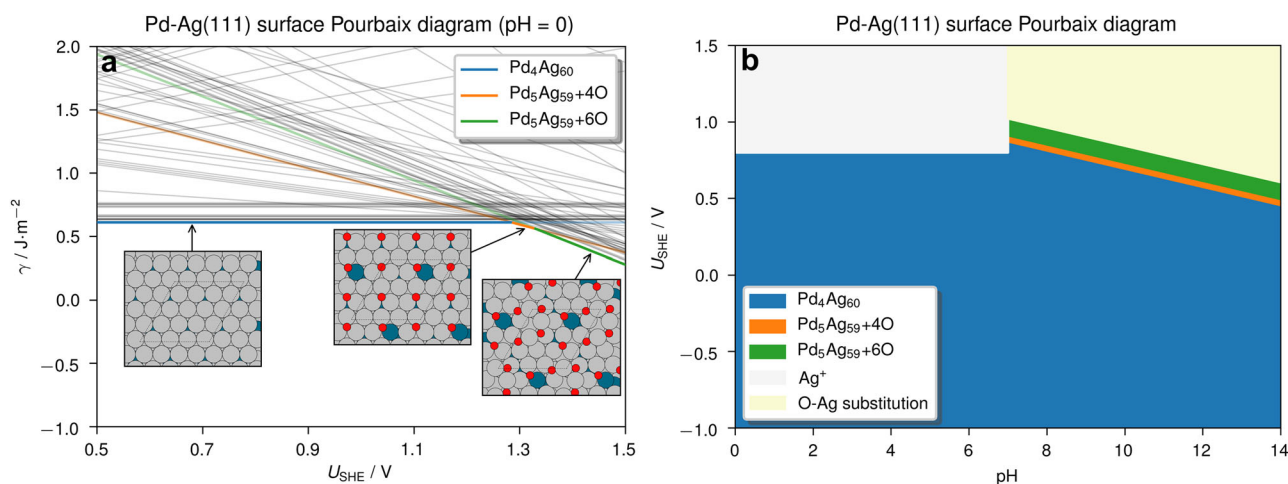 Pd-Ag(111) surface Pourbaix diagram (pH = 0)
a
2.0
1.5
1.0
0.5
0.0
−0.5
−1.0
γ / J·m⁻²
Pd₄Ag₆₀
Pd₅Ag₅₉+4O
Pd₅Ag₅₉+6O
0.5 0.7 0.9 1.1 1.3 1.5
U_SHE / V
Pd-Ag(111) surface Pourbaix diagram
b
1.5
1.0
0.5
0.0
−0.5
−1.0
U_SHE / V
Pd₄Ag₆₀
Pd₅Ag₅₉+4O
Pd₅Ag₅₉+6O
Ag⁺
O-Ag substitution
0 2 4 6 8 10 12 14
pH